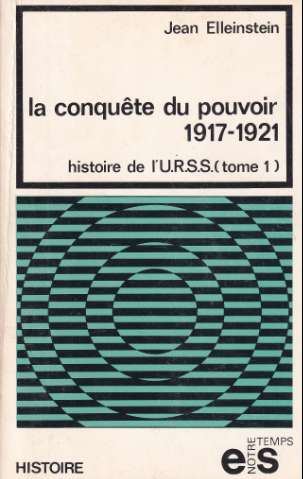 Jean Elleinstein
la conquête du pouvoir
1917-1921
histoire de l'U.R.S.S.(tome 1)
HISTOIRE
es
NOTRE
TEMPS